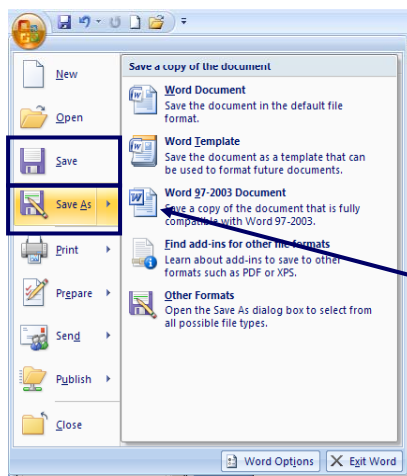 New
Open
Save
Save As
Print
Prepare
Send
Publish
Close
Save a copy of the document
Word Document
Save the document in the default file
format.
Word Template
Save the document as a template that can
be used to format future documents.
Word 97-2003 Document
Save a copy of the document that is fully
compatible with Word 97-2003.
Find add-ins for other file formats
Learn about add-ins to save to other
formats such as PDF or XPS.
Other Formats
Open the Save As dialog box to select from
all possible file types.
Word Options
Exit Word